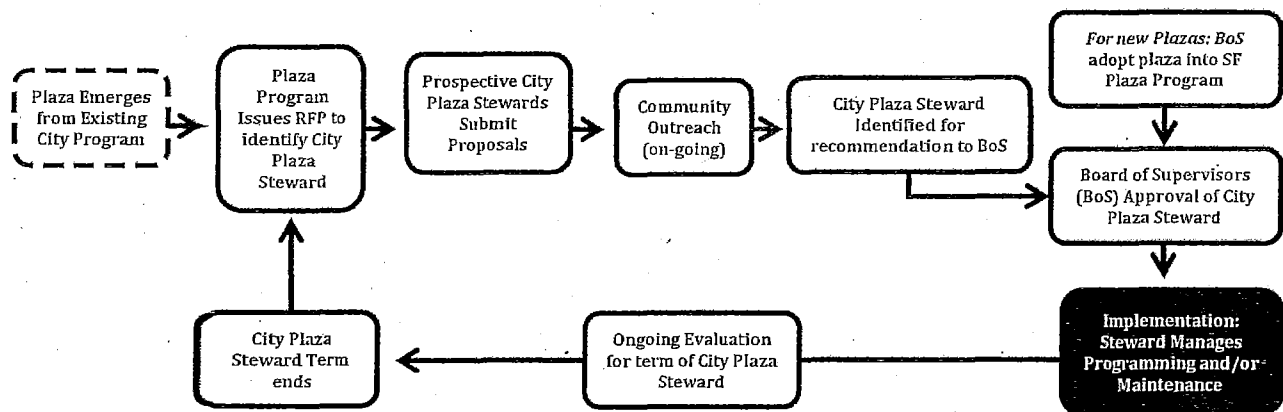 Plaza Emerges
from Existing
City Program
Plaza
Program
Issues RFP to
identify City
Plaza
Steward
Prospective City
Plaza Stewards
Submit
Proposals
Community
Outreach
(on-going)
City Plaza Steward
Identified for
recommendation to BoS
For new Plazas: BoS
adopt plaza into SF
Plaza Program
Board of Supervisors
(BoS) Approval of City
Plaza Steward
Implementation:
Steward Manages
Programming and/or
Maintenance
Ongoing Evaluation
for term of City Plaza
Steward
City Plaza
Steward Term
ends